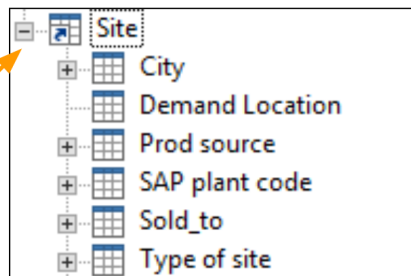 Site
City
Demand Location
Prod source
SAP plant code
Sold_to
Type of site